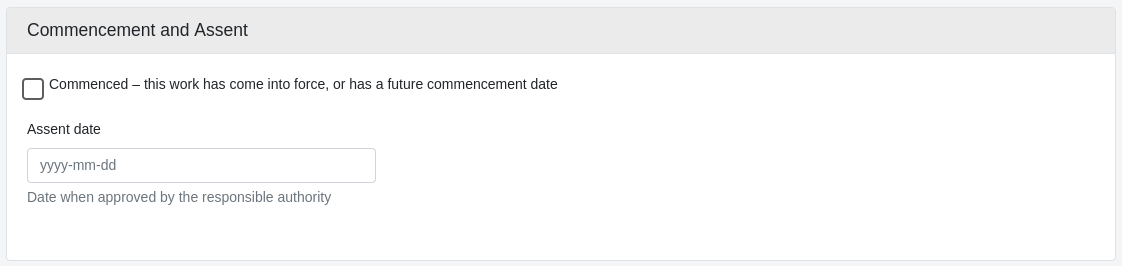 Commencement and Assent
Commenced – this work has come into force, or has a future commencement date
Assent date
yyyy-mm-dd
Date when approved by the responsible authority